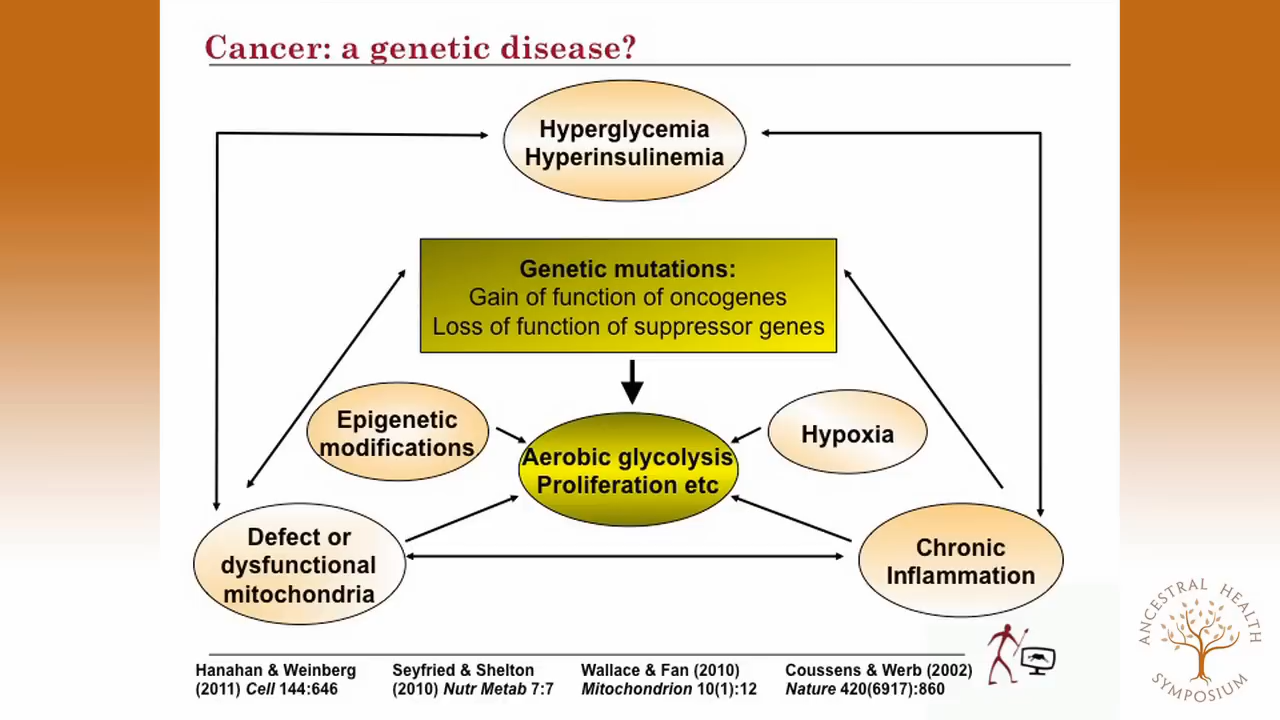 Cancer: a genetic disease?
Hyperglycemia
Hyperinsulinemia
Genetic mutations:
Gain of function of oncogenes
Loss of function of suppressor genes
Epigenetic
modifications
Hypoxia
Aerobic glycolysis
Proliferation etc
Defect or
dysfunctional
mitochondria
Chronic
Inflammation
Hanahan & Weinberg
(2011) Cell 144:646
Seyfried & Shelton
(2010) Nutr Metab 7:7
Wallace & Fan (2010)
Mitochondrion 10(1):12
Coussens & Werb (2002)
Nature 420(6917):860
ANCESTRAL HEALTH
SYMPOSIUM